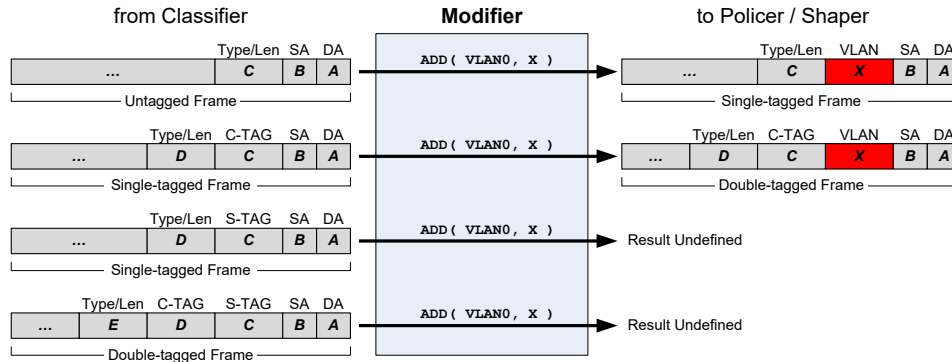 from Classifier Modifier to Policer / Shaper
Type/Len SA DA ADD( VLAN0, X ) Type/Len VLAN SA DA
... C B A ... C X B A
Untagged Frame Single-tagged Frame
Type/Len C-TAG SA DA ADD( VLAN0, X ) Type/Len C-TAG VLAN SA DA
... D C B A ... D C X B A
Single-tagged Frame Double-tagged Frame
Type/Len S-TAG SA DA ADD( VLAN0, X )
... D C B A Result Undefined
Single-tagged Frame
Type/Len C-TAG S-TAG SA DA ADD( VLAN0, X )
... E D C B A Result Undefined
Double-tagged Frame